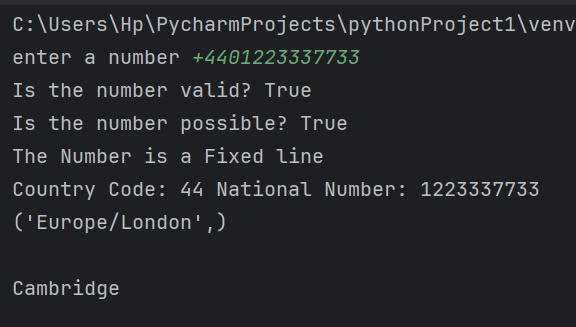 C:\Users\Hp\PycharmProjects\pythonProject1\venv
enter a number +4401223337733
Is the number valid? True
Is the number possible? True
The Number is a Fixed line
Country Code: 44 National Number: 1223337733
('Europe/London',)
Cambridge